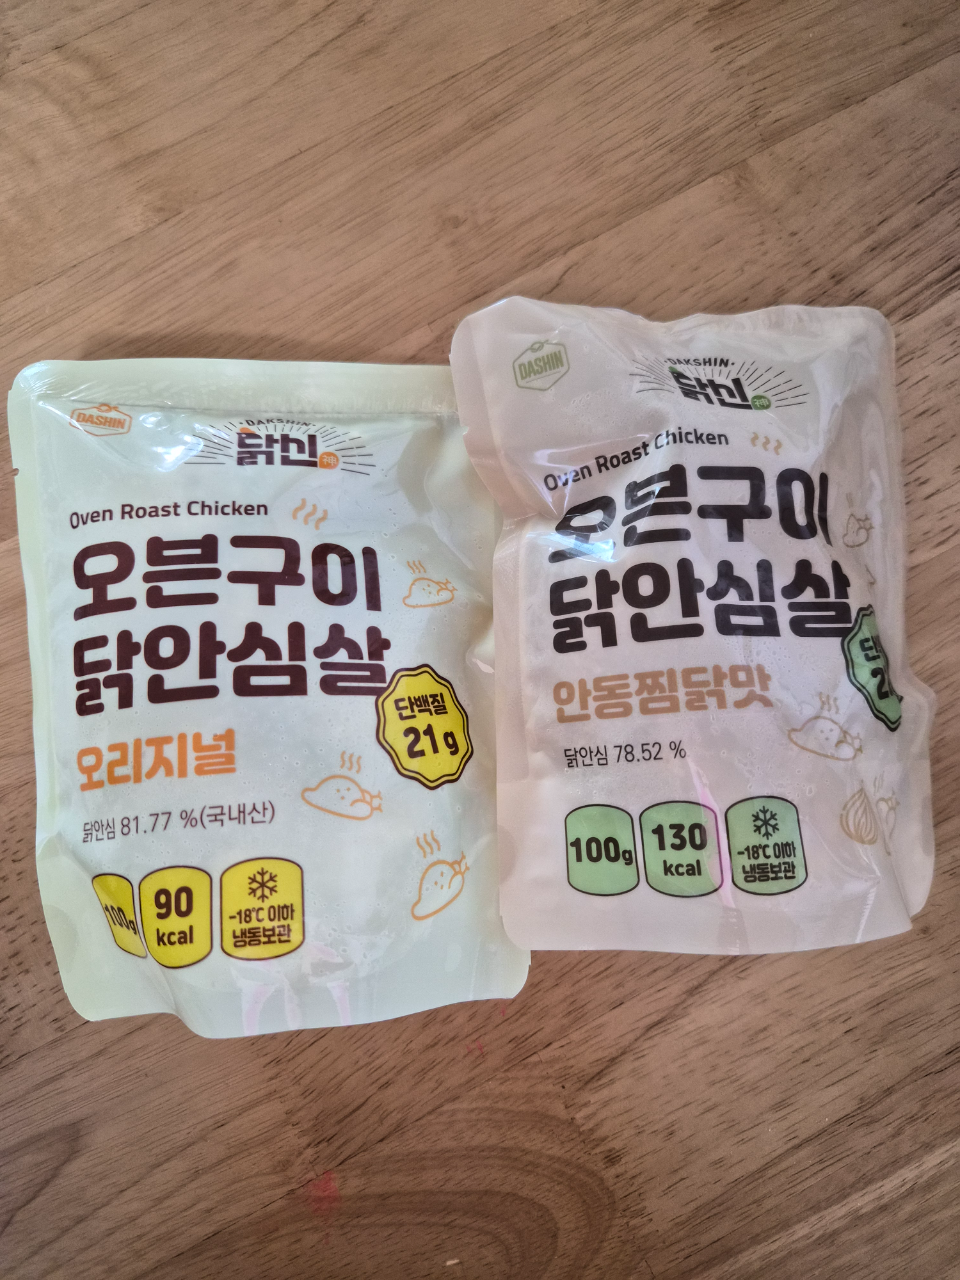 DASHIN
DAKSHIN
닭신
神
Oven Roast Chicken
오븐구이
닭안심살
단백질
21g
오리지널
닭안심 81.77 %(국내산)
100g
90
kcal
-18℃ 이하
냉동보관
DASHIN
DAKSHIN
닭신
神
Oven Roast Chicken
오븐구이
닭안심살
안동찜닭맛
닭안심 78.52 %
100g
130
kcal
-18℃ 이하
냉동보관